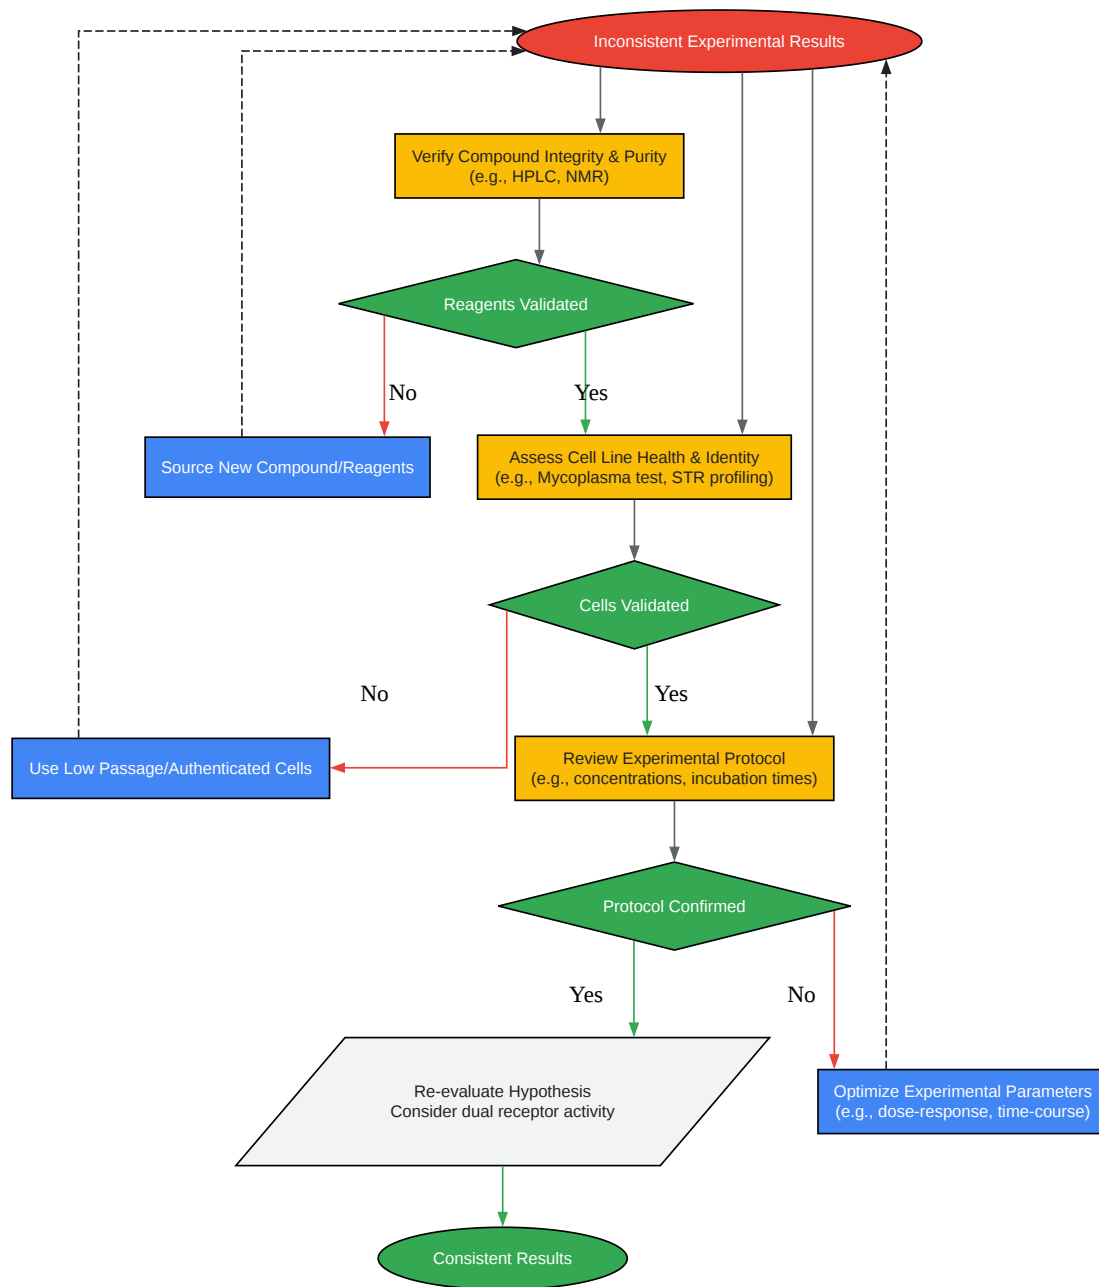 Inconsistent Experimental Results
Verify Compound Integrity & Purity
(e.g., HPLC, NMR)
Reagents Validated
No
Yes
Source New Compound/Reagents
Assess Cell Line Health & Identity
(e.g., Mycoplasma test, STR profiling)
Cells Validated
No
Yes
Use Low Passage/Authenticated Cells
Review Experimental Protocol
(e.g., concentrations, incubation times)
Protocol Confirmed
Yes
No
Re-evaluate Hypothesis
Consider dual receptor activity
Optimize Experimental Parameters
(e.g., dose-response, time-course)
Consistent Results